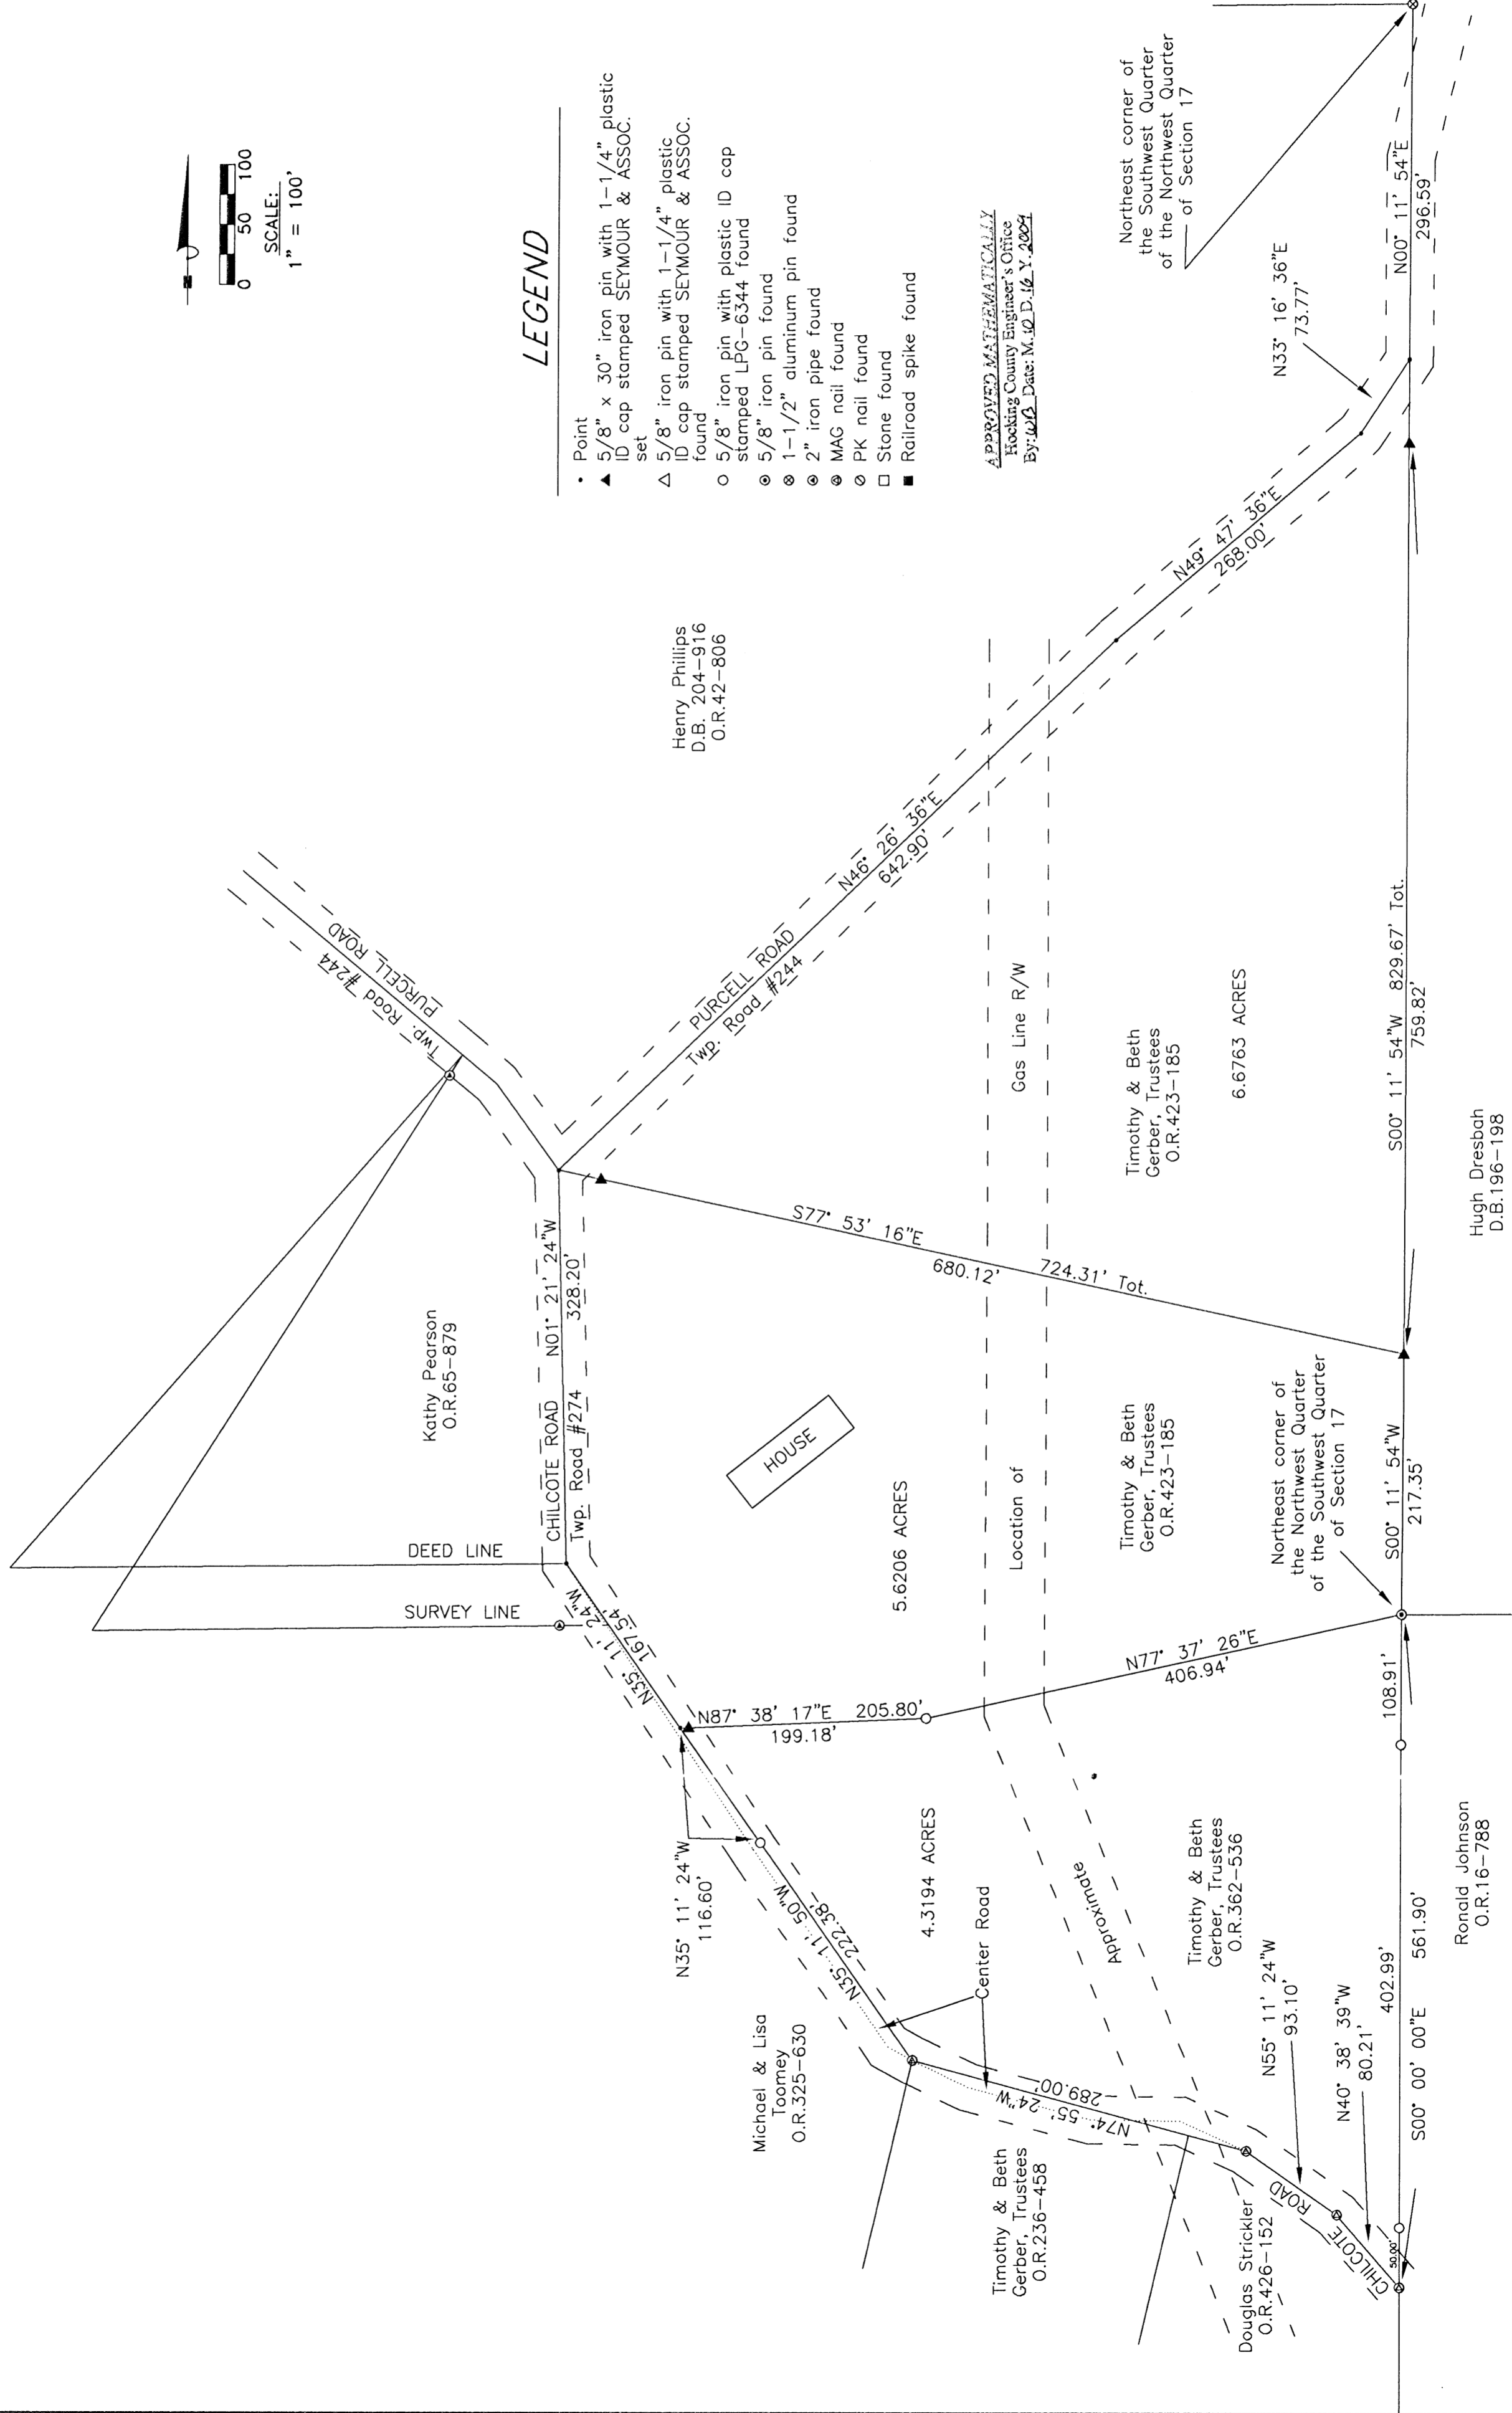 SCALE:
1" = 100'
0 50 100
LEGEND
Point
5/8" x 30" iron pin with 1-1/4" plastic
ID cap stamped SEYMOUR & ASSOC.
set
5/8" iron pin with 1-1/4" plastic
ID cap stamped SEYMOUR & ASSOC.
found
5/8" iron pin with plastic ID cap
stamped LPG-6344 found
5/8" iron pin found
1-1/2" aluminum pin found
2" iron pipe found
MAG nail found
PK nail found
Stone found
Railroad spike found
APPROVED MATHEMATICALLY
Hocking County Engineer's Office
By: WB Date: M. 10 D. 16 Y. 2009
Northeast corner of
the Southwest Quarter
of the Northwest Quarter
of Section 17
N00° 11' 54"E
296.59'
N33° 16' 36"E
73.77'
N49° 47' 36"E
268.00'
Henry Phillips
D.B. 204-916
O.R.42-806
N46° 26' 36"E
642.90'
PURCELL ROAD
Twp. Road #244
PURCELL ROAD
Twp. Road #244
Kathy Pearson
O.R.65-879
CHILCOTE ROAD
Twp. Road #274
N01° 21' 24"W
328.20'
DEED LINE
SURVEY LINE
S77° 53' 16"E
680.12'
724.31' Tot.
Gas Line R/W
Timothy & Beth
Gerber, Trustees
O.R.423-185
6.6763 ACRES
S00° 11' 54"W 829.67' Tot.
759.82'
Hugh Dresbah
D.B.196-198
HOUSE
5.6206 ACRES
Location of
Timothy & Beth
Gerber, Trustees
O.R.423-185
Northeast corner of
the Northwest Quarter
of the Southwest Quarter
of Section 17
S00° 11' 54"W
217.35'
N35° 11' 24"W
167.54'
N87° 38' 17"E 205.80'
199.18'
N77° 37' 26"E
406.94'
108.91'
N35° 11' 24"W
116.60'
N35° 11' 50"W
222.38'
4.3194 ACRES
Center Road
Approximate
Timothy & Beth
Gerber, Trustees
O.R.362-536
Michael & Lisa
Toomey
O.R.325-630
N74° 55' 24"W
289.00'
N55° 11' 24"W
93.10'
N40° 38' 39"W
80.21'
402.99'
S00° 00' 00"E 561.90'
Ronald Johnson
O.R.16-788
Timothy & Beth
Gerber, Trustees
O.R.236-458
Douglas Strickler
O.R.426-152
CHILCOTE ROAD
50.00'